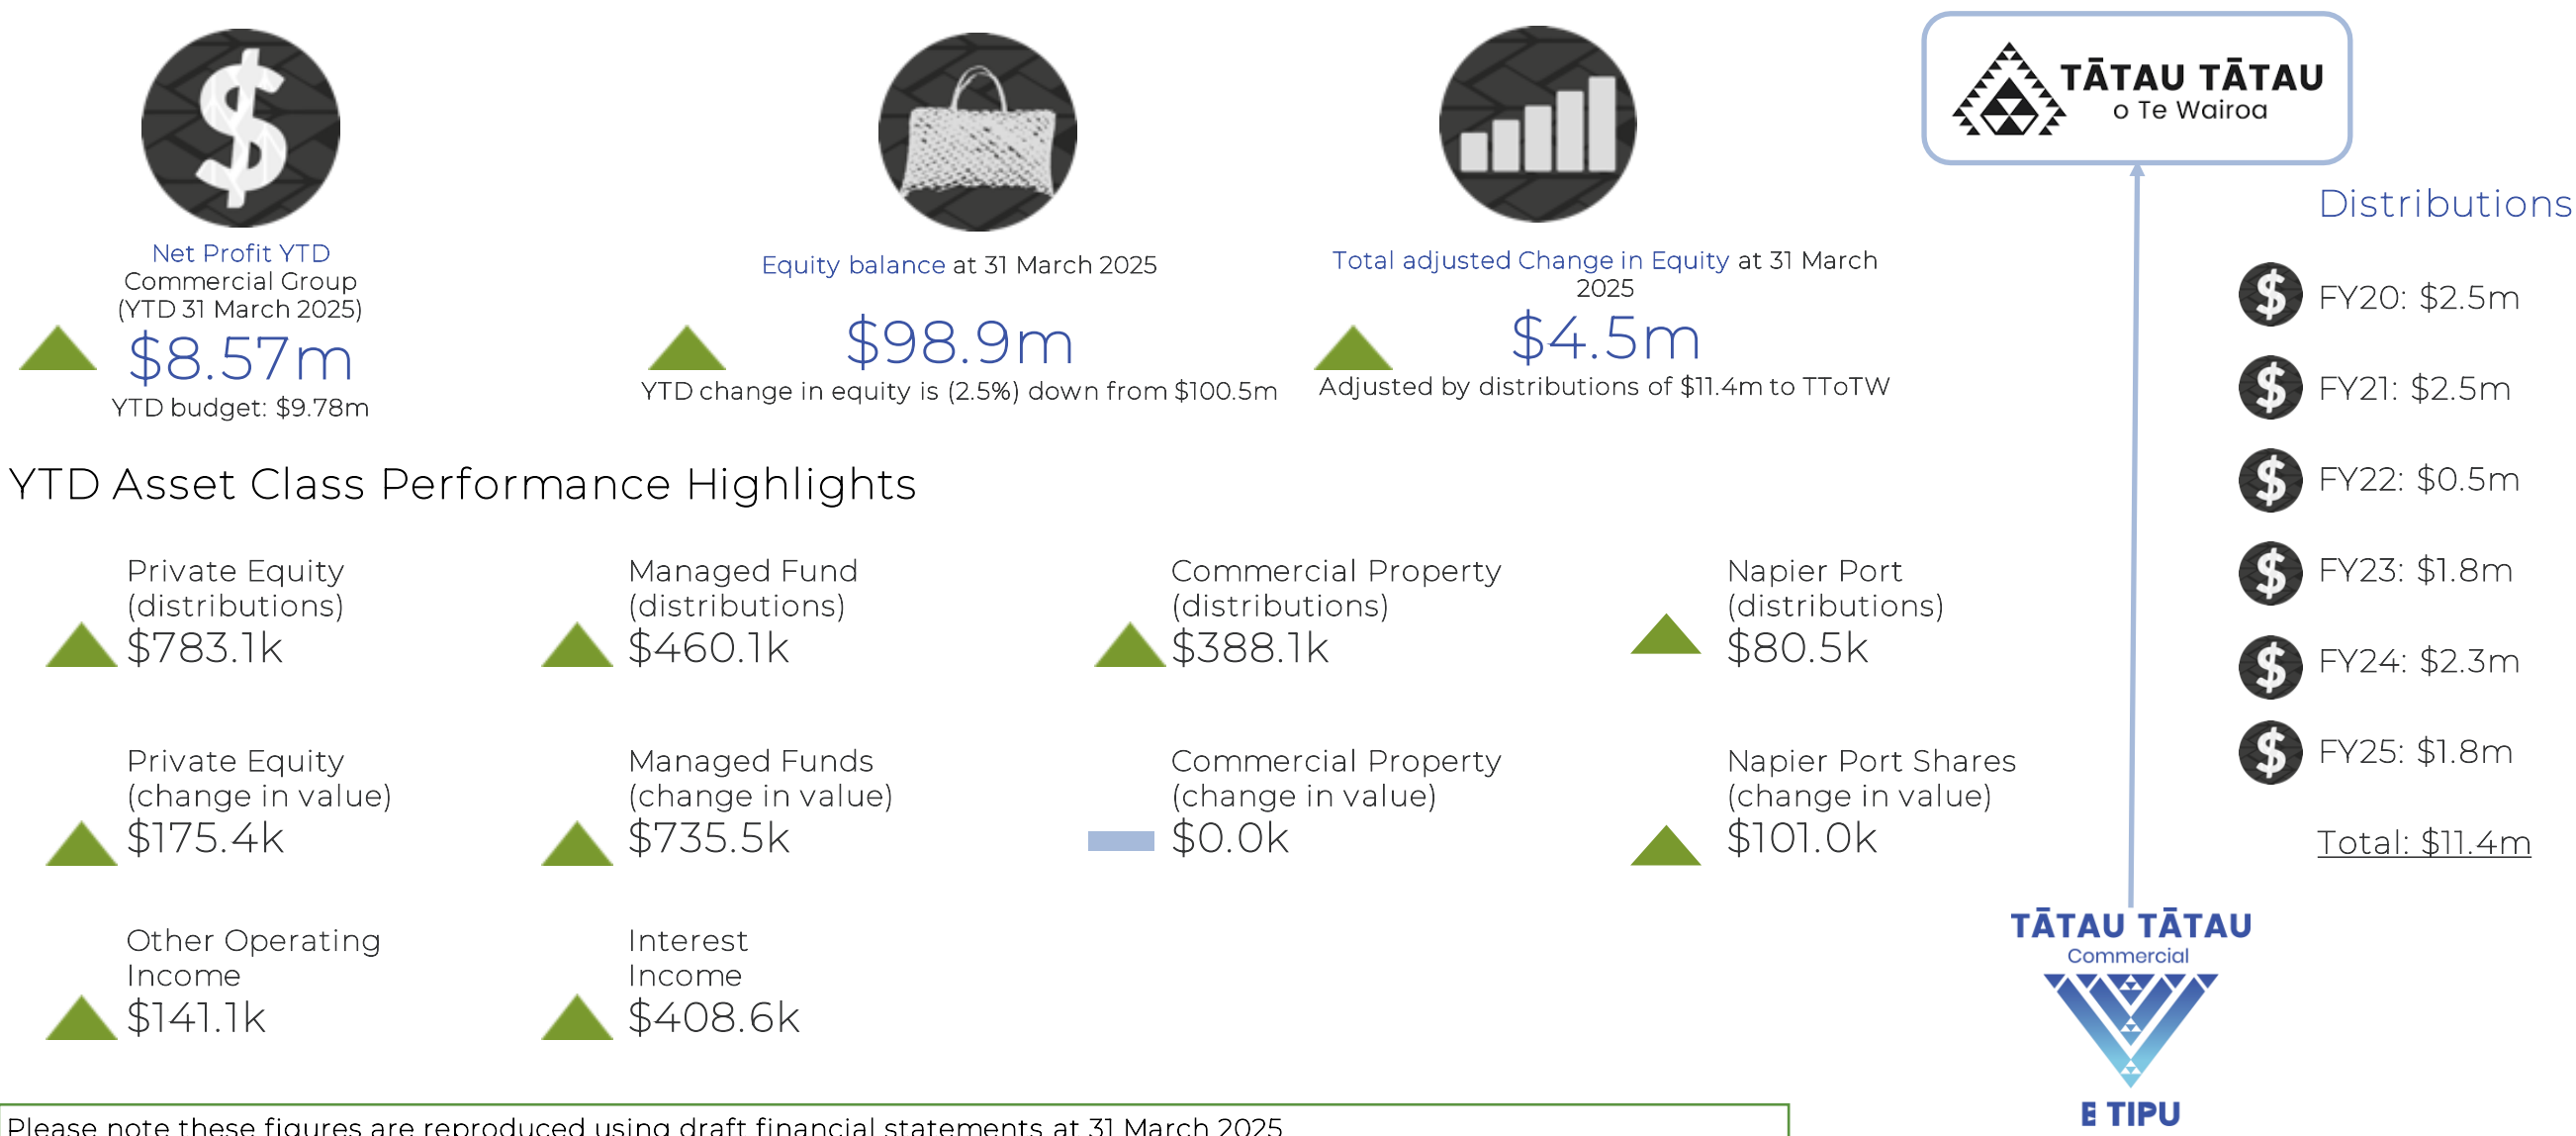 Net Profit YTD
Commercial Group
(YTD 31 March 2025)
$8.57m
YTD budget: $9.78m
Equity balance at 31 March 2025
$98.9m
YTD change in equity is (2.5%) down from $100.5m
Total adjusted Change in Equity at 31 March
2025
$4.5m
Adjusted by distributions of $11.4m to TToTW
TĀTAU TĀTAU
o Te Wairoa
Distributions
FY20: $2.5m
FY21: $2.5m
FY22: $0.5m
FY23: $1.8m
FY24: $2.3m
FY25: $1.8m
Total: $11.4m
YTD Asset Class Performance Highlights
Private Equity
(distributions)
$783.1k
Managed Fund
(distributions)
$460.1k
Commercial Property
(distributions)
$388.1k
Napier Port
(distributions)
$80.5k
Private Equity
(change in value)
$175.4k
Managed Funds
(change in value)
$735.5k
Commercial Property
(change in value)
$0.0k
Napier Port Shares
(change in value)
$101.0k
Other Operating
Income
$141.1k
Interest
Income
$408.6k
TĀTAU TĀTAU
Commercial
E TIPU
Please note these figures are reproduced using draft financial statements at 31 March 2025